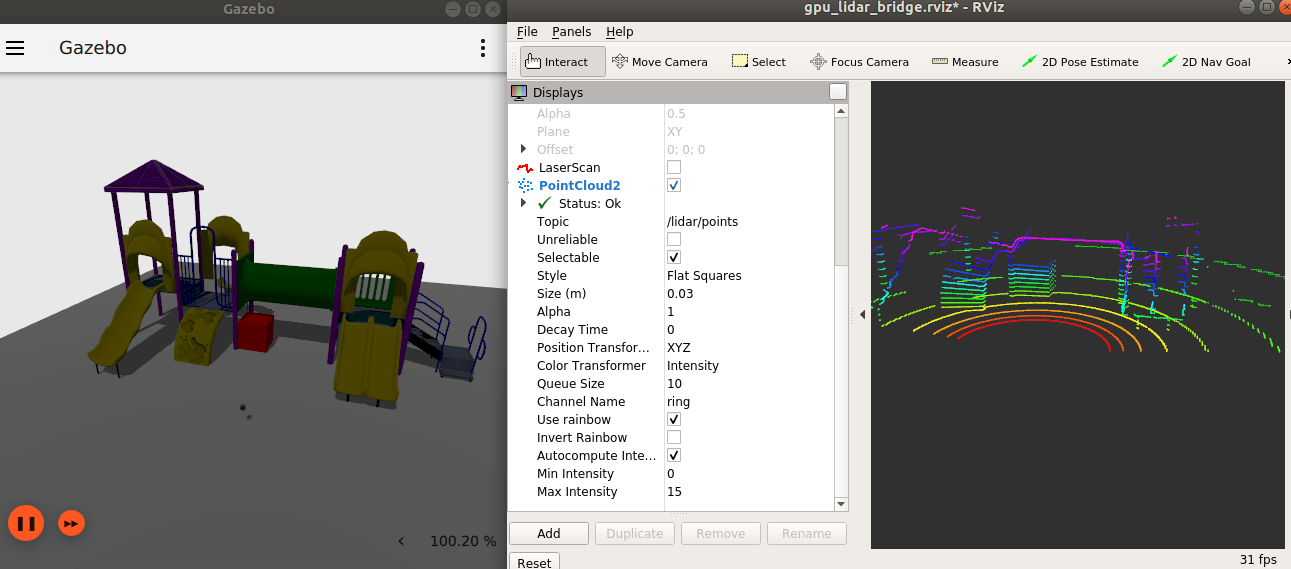 Gazebo
Gazebo
100.20 %
gpu_lidar_bridge.rviz* - RViz
File Panels Help
Interact Move Camera Select Focus Camera Measure 2D Pose Estimate 2D Nav Goal
Displays
Alpha 0.5
Plane XY
Offset 0; 0; 0
LaserScan
PointCloud2
Status: Ok
Topic /lidar/points
Unreliable
Selectable
Style Flat Squares
Size (m) 0.03
Alpha 1
Decay Time 0
Position Transfor... XYZ
Color Transformer Intensity
Queue Size 10
Channel Name ring
Use rainbow
Invert Rainbow
Autocompute Inte...
Min Intensity 0
Max Intensity 15
Add Duplicate Remove Rename
Reset
31 fps